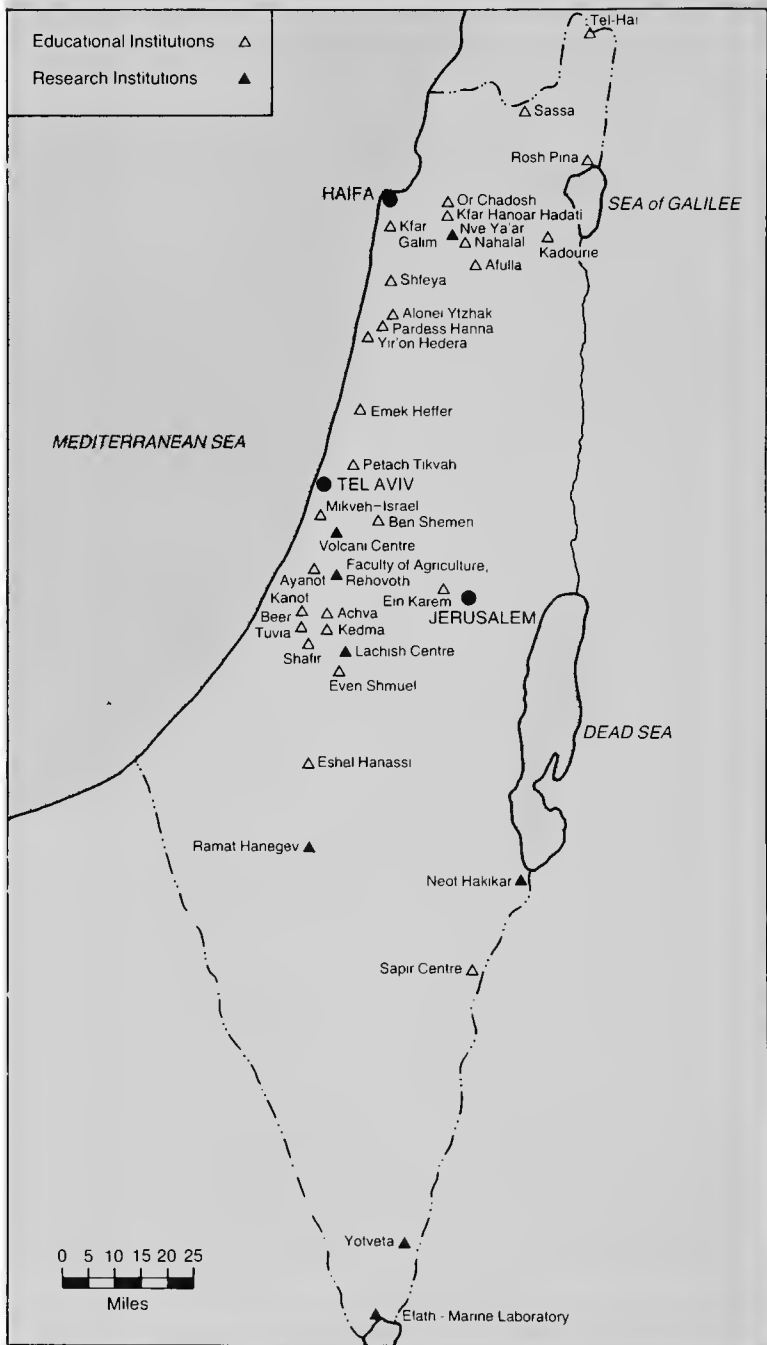 Educational Institutions
Research Institutions
Tel-Hai
Sassa
Rosh Pina
HAIFA
Or Chadosh
SEA of GALILEE
Kfar Hanoar Hadati
Kfar
Galim
Nve Ya'ar
Nahalal
Kadourie
Afulla
Shfeya
Alonei Ytzhak
Pardess Hanna
Yir'on Hedera
Emek Heffer
MEDITERRANEAN SEA
Petach Tikvah
TEL AVIV
Mikveh-Israel
Ben Shemen
Volcani Centre
Faculty of Agriculture,
Rehovoth
Ayanot
Kanot
Ein Karem
JERUSALEM
Beer
Tuvia
Achva
Kedma
Shafir
Lachish Centre
Even Shmuel
DEAD SEA
Eshel Hanassi
Ramat Hanegev
Neot Hakikar
Sapir Centre
Yotveta
0 5 10 15 20 25
Miles
Elath - Marine Laboratory